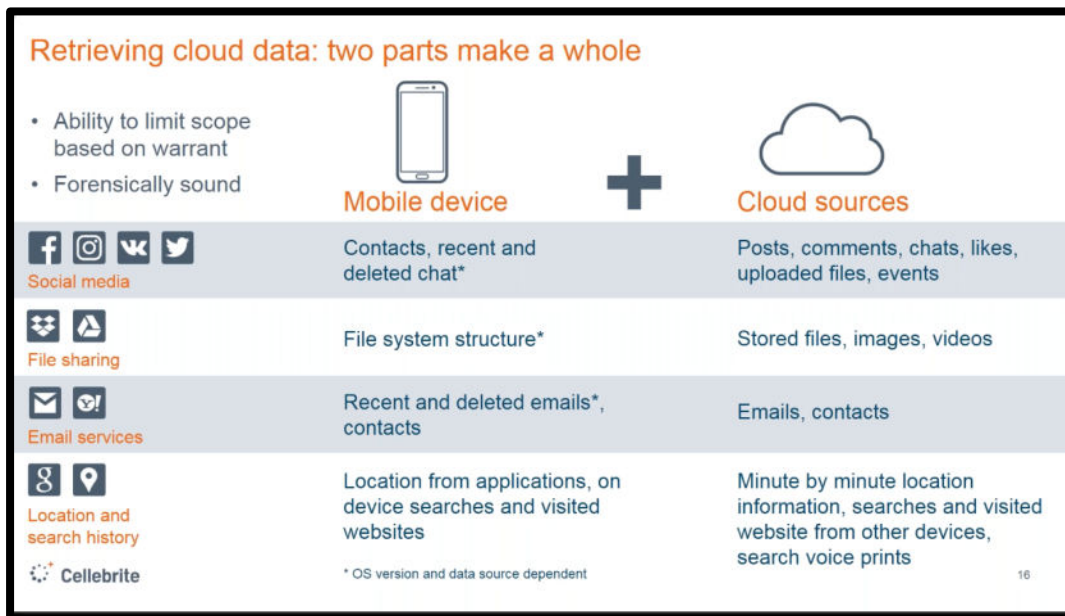 Retrieving cloud data: two parts make a whole
• Ability to limit scope
based on warrant
• Forensically sound
Mobile device
Cloud sources
Social media
Contacts, recent and
deleted chat*
Posts, comments, chats, likes,
uploaded files, events
File sharing
File system structure*
Stored files, images, videos
Email services
Recent and deleted emails*,
contacts
Emails, contacts
Location and
search history
Location from applications, on
device searches and visited
websites
Minute by minute location
information, searches and visited
website from other devices,
search voice prints
Cellebrite
* OS version and data source dependent
16